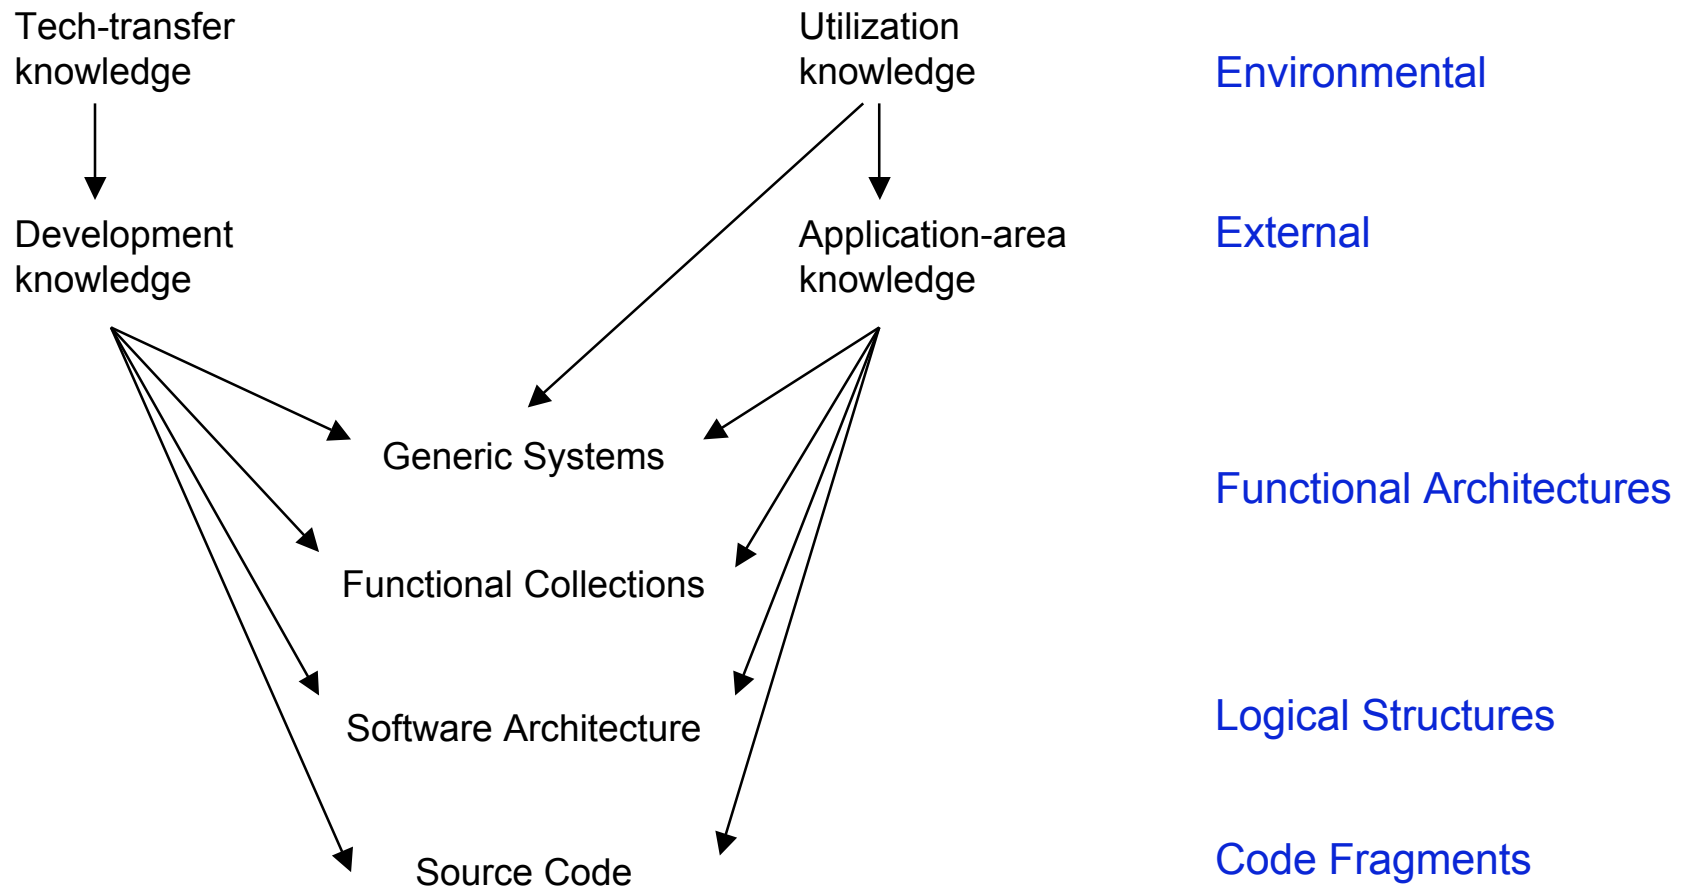 Tech-transfer
knowledge
Utilization
knowledge
Environmental
Development
knowledge
Application-area
knowledge
External
Generic Systems
Functional Architectures
Functional Collections
Software Architecture
Logical Structures
Source Code
Code Fragments